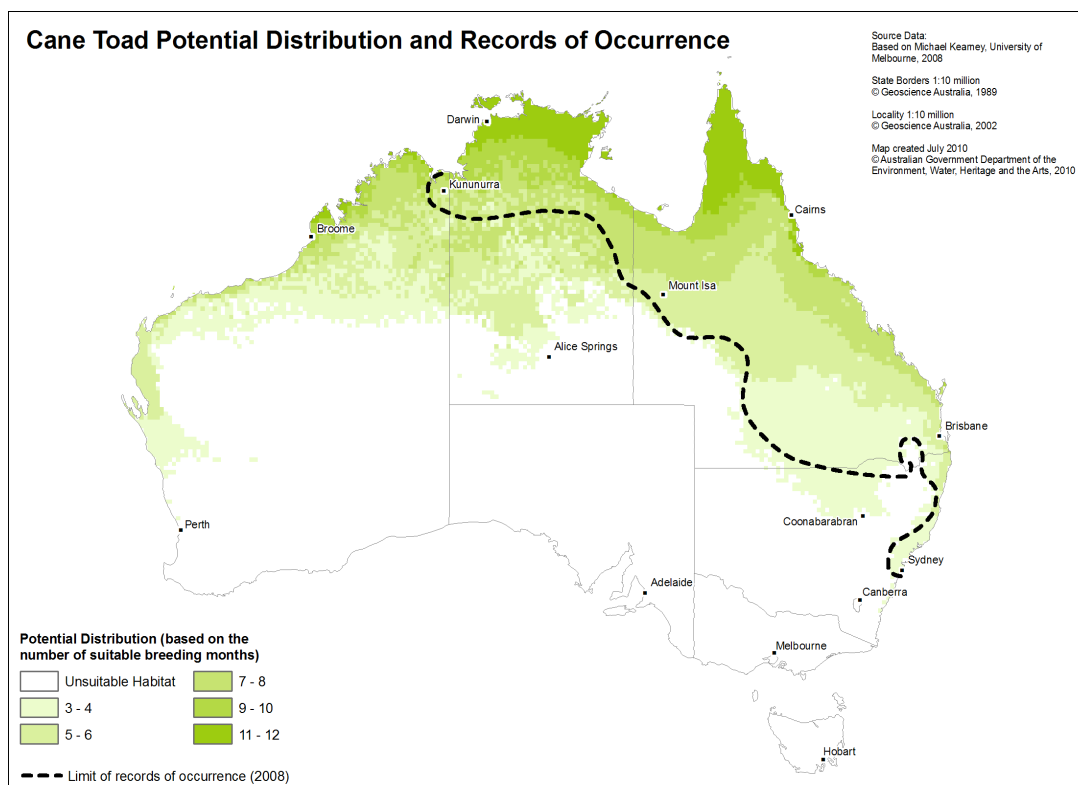 Cane Toad Potential Distribution and Records of Occurrence
Source Data:
Based on Michael Kearney, University of
Melbourne, 2008
State Borders 1:10 million
© Geoscience Australia, 1989
Locality 1:10 million
© Geoscience Australia, 2002
Map created July 2010
© Australian Government Department of the
Environment, Water, Heritage and the Arts, 2010
Darwin
Kununurra
Cairns
Broome
Mount Isa
Alice Springs
Brisbane
Coonabarabran
Perth
Sydney
Adelaide
Canberra
Melbourne
Hobart
Potential Distribution (based on the
number of suitable breeding months)
Unsuitable Habitat
3 - 4
5 - 6
7 - 8
9 - 10
11 - 12
Limit of records of occurrence (2008)